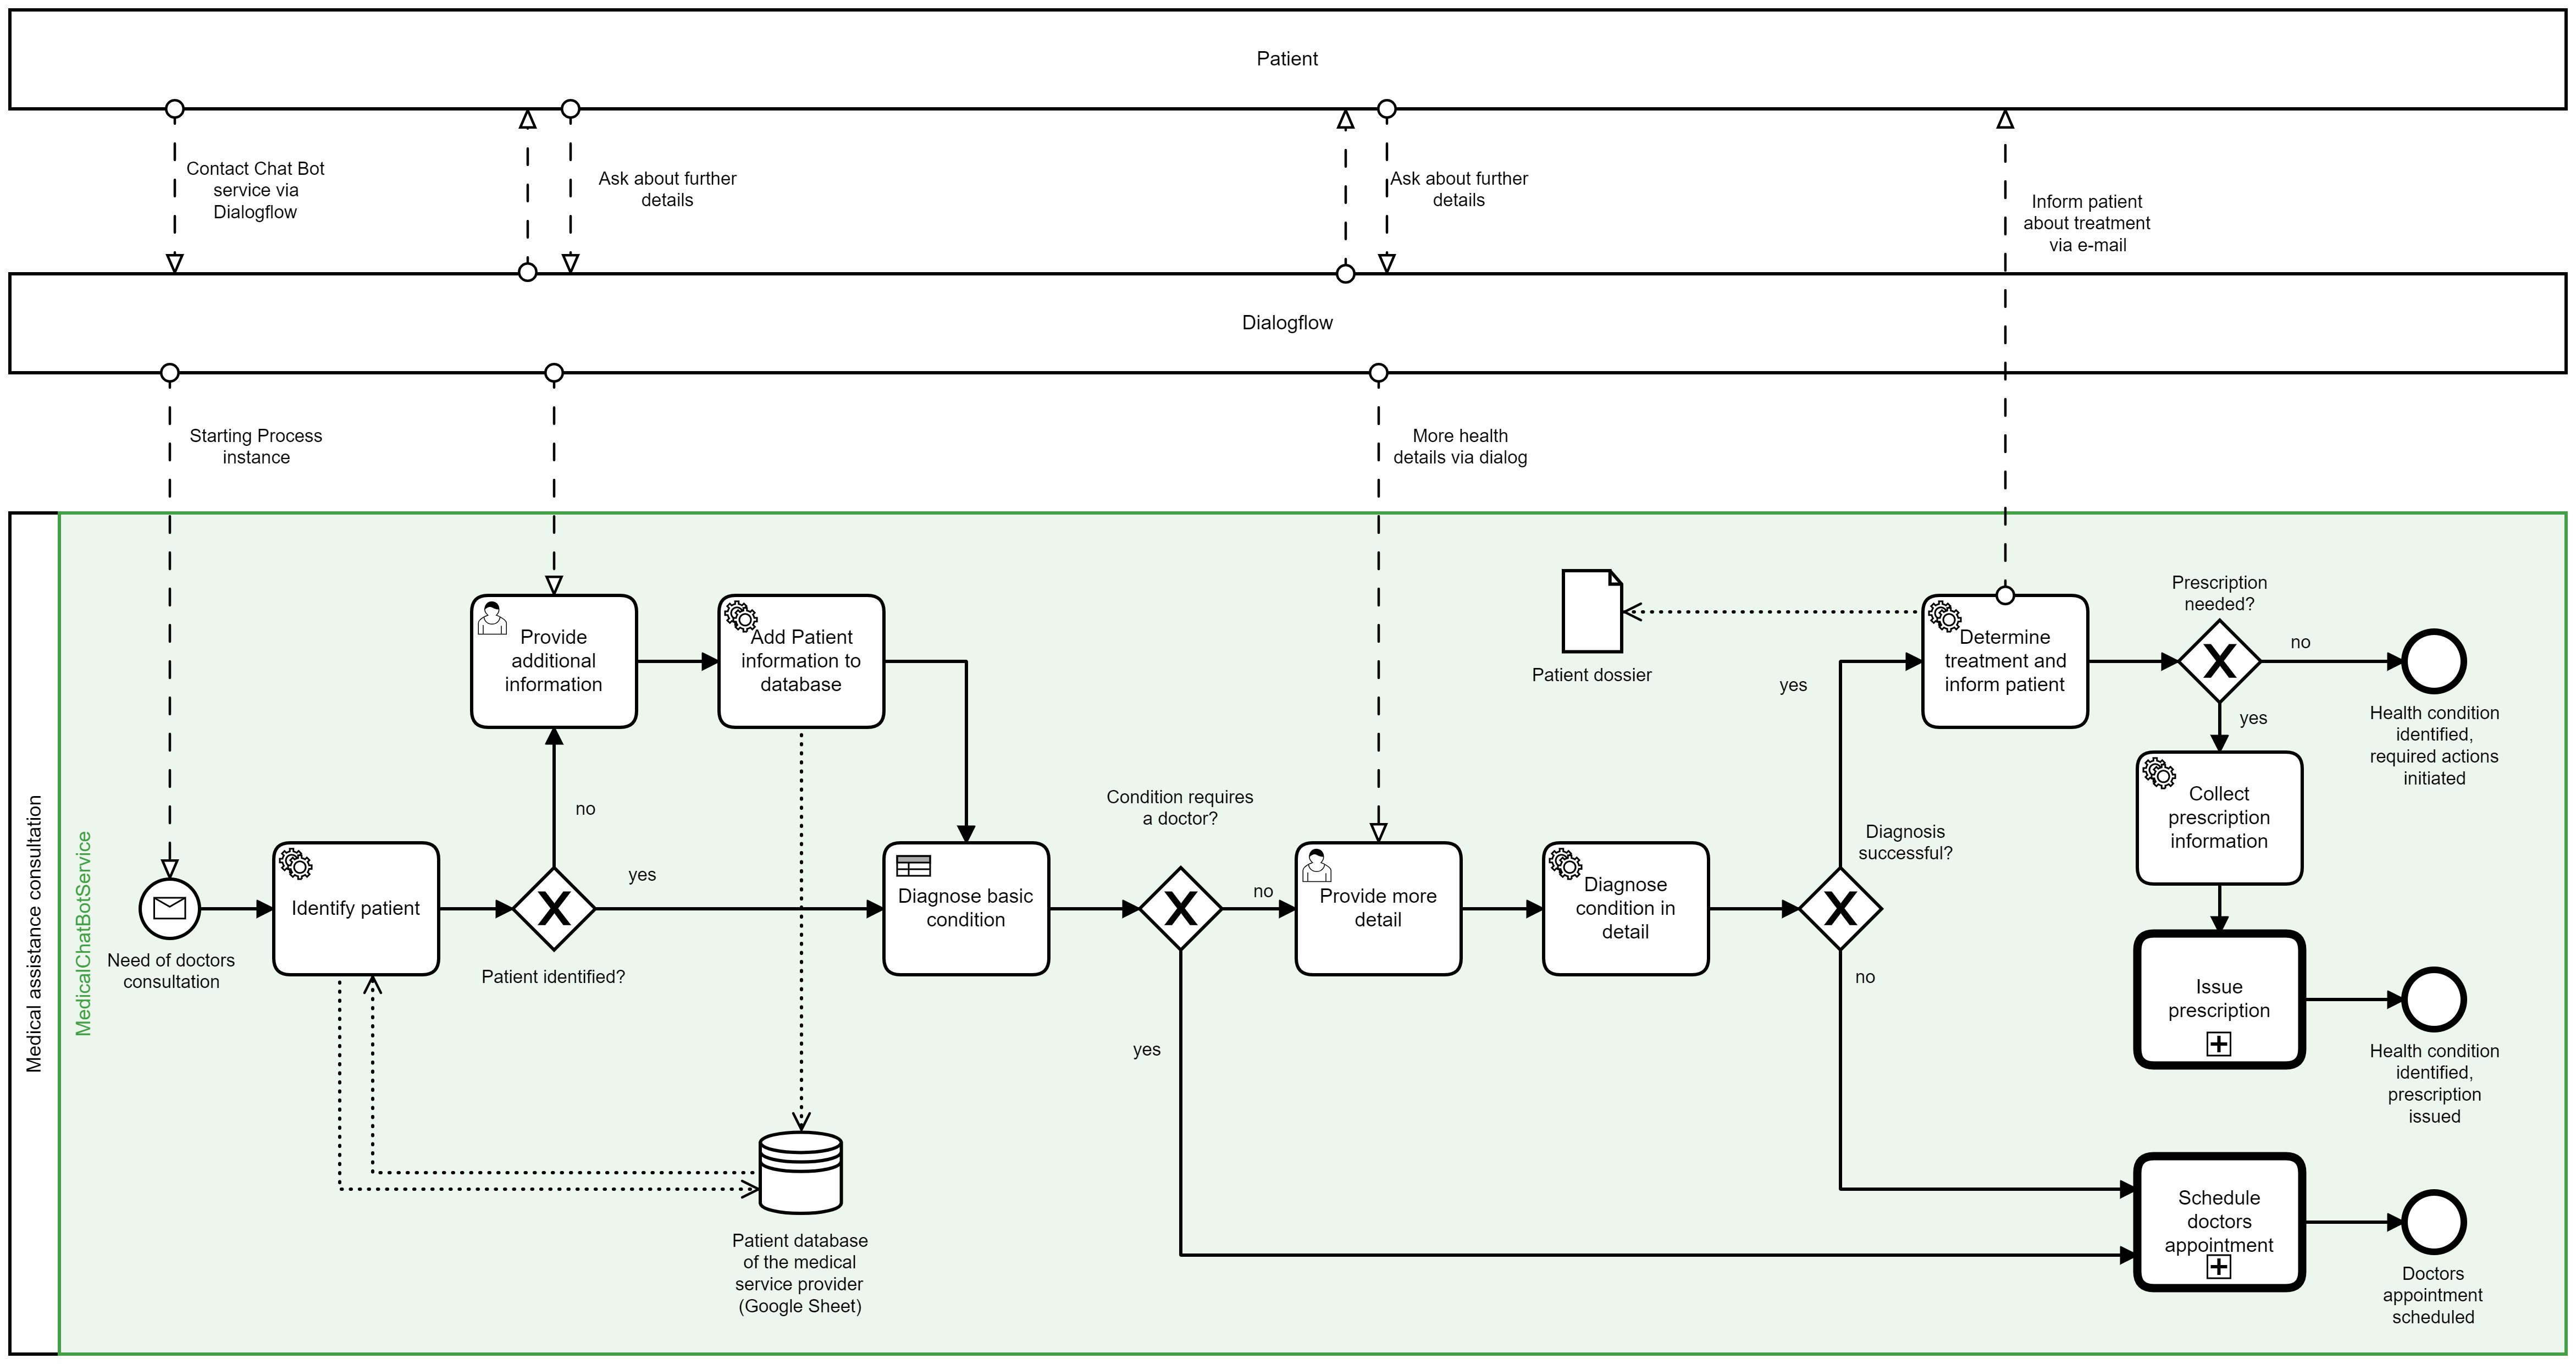 Patient
Contact Chat Bot
service via
Dialogflow
Ask about further
details
Ask about further
details
Inform patient
about treatment
via e-mail
Dialogflow
Starting Process
instance
More health
details via dialog
Medical assistance consultation
MedicalChatBotService
Need of doctors
consultation
Identify patient
Patient identified?
no
yes
Provide
additional
information
Add Patient
information to
database
Patient database
of the medical
service provider
(Google Sheet)
Diagnose basic
condition
Condition requires
a doctor?
no
yes
Provide more
detail
Diagnose
condition in
detail
Diagnosis
successful?
yes
no
Patient dossier
Determine
treatment and
inform patient
Prescription
needed?
no
yes
Health condition
identified,
required actions
initiated
Collect
prescription
information
Issue
prescription
Health condition
identified,
prescription
issued
Schedule
doctors
appointment
Doctors
appointment
scheduled